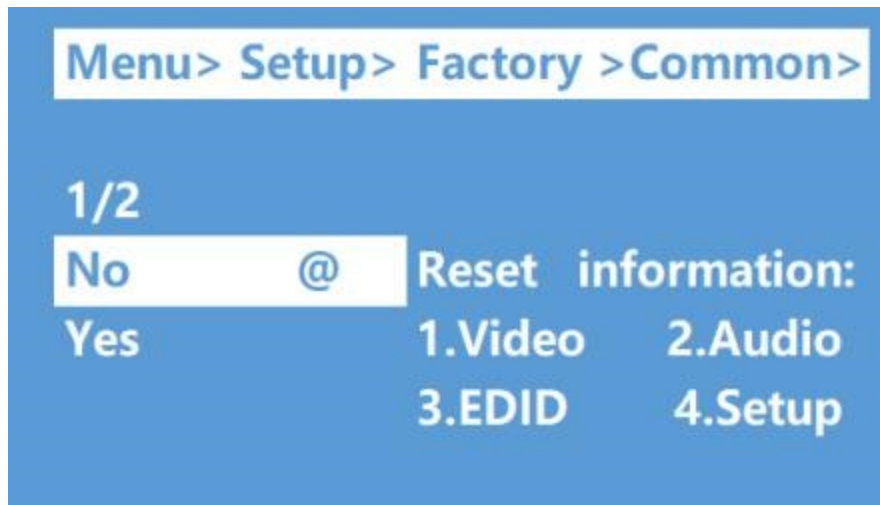 Menu> Setup> Factory >Common>
1/2
No @ Reset information:
Yes 1.Video 2.Audio
3.EDID 4.Setup